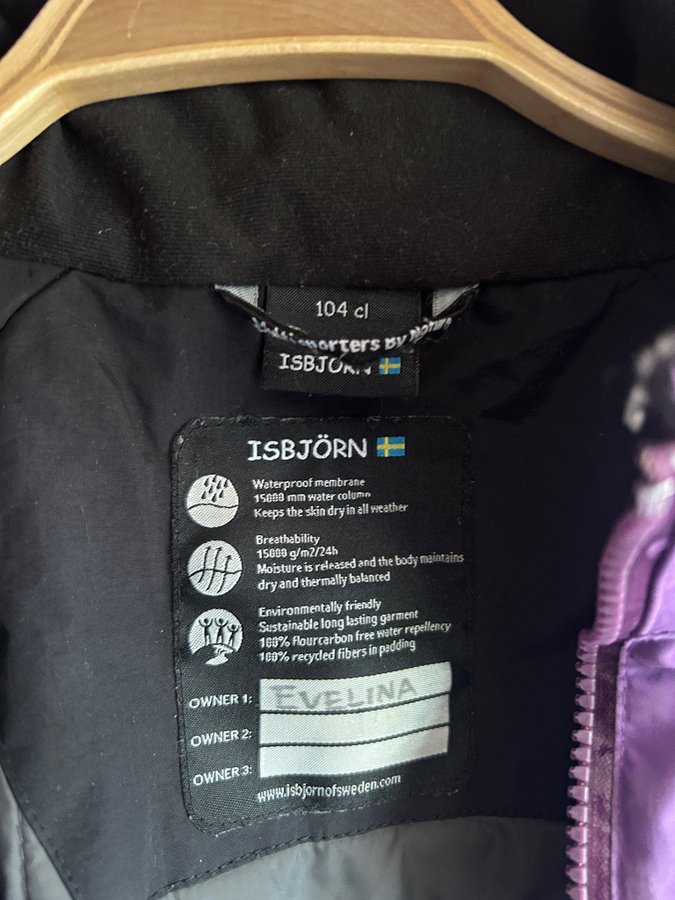 104 cl
By Nature
ISBJÖRN
ISBJÖRN
Waterproof membrane
15000 mm water column
Keeps the skin dry in all weather
Breathability
15000 g/m2/24h
Moisture is released and the body maintains
dry and thermally balanced
Environmentally friendly
Sustainable long lasting garment
100% flourcarbon free water repellency
100% recycled fibers in padding
OWNER 1: EVELINA
OWNER 2:
OWNER 3:
www.isbjornofsweden.com